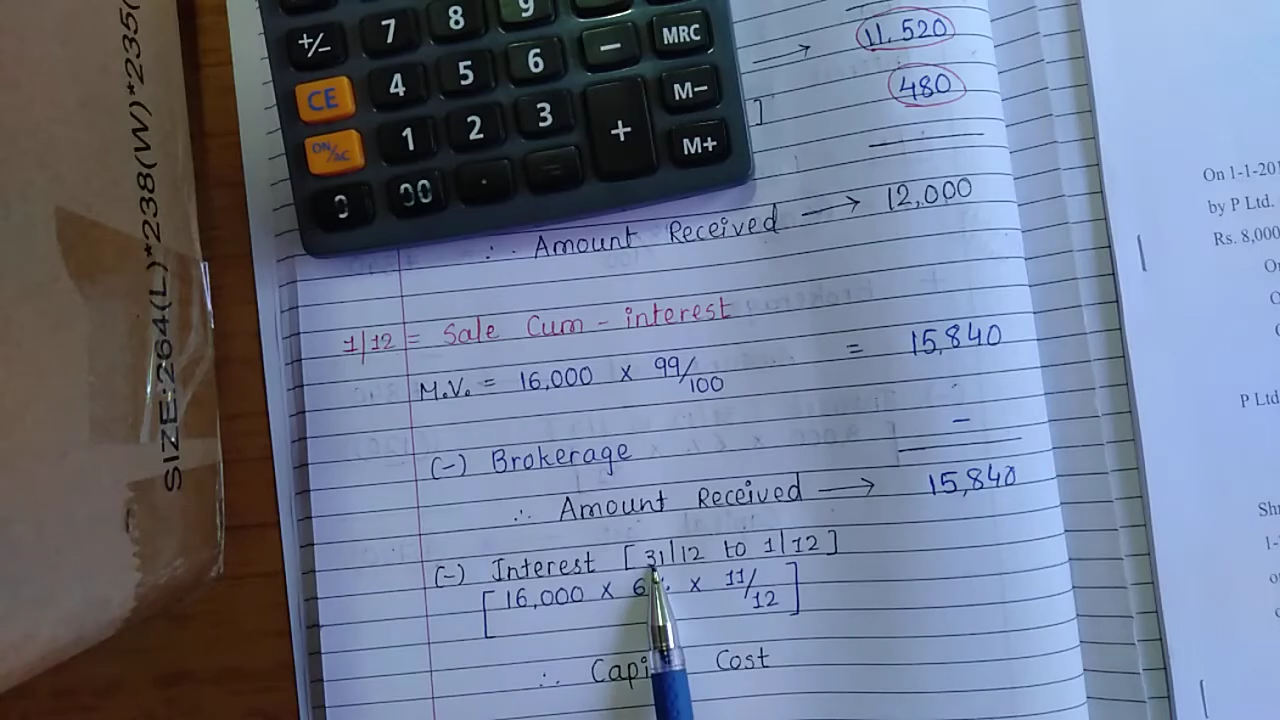 SIZE:264(L)*238(W)*235(
+/- 7 8 9
CE 4 5 6 − MRC
ON/AC 1 2 3 + M−
0 00 . = M+
11,520
480
]
∴ Amount Received → 12,000
1/12 = Sale Cum - interest
M.V. = 16,000 x 99/100 = 15,840
(-) Brokerage -
∴ Amount Received → 15,840
(-) Interest [31/12 to 1/12]
[16,000 x 6 x 11/12]
∴ Capi Cost
On 1-1-201
by P Ltd.
Rs. 8,000
O
O
P Ltd
Sh
1-
o